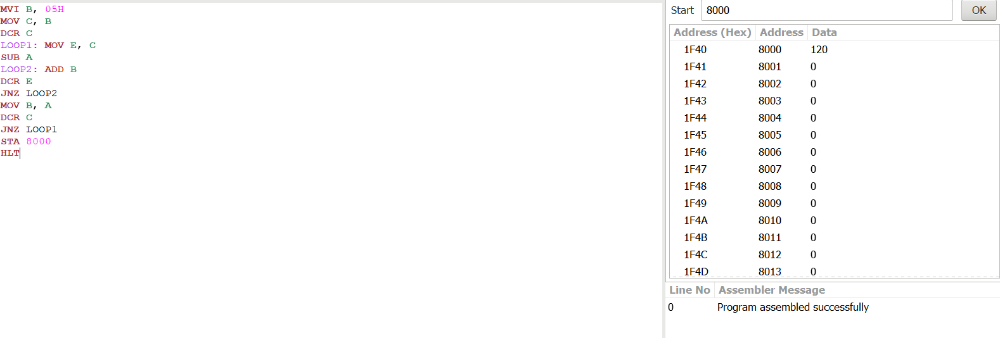 MVI B, 05H
MOV C, B
DCR C
LOOP1: MOV E, C
SUB A
LOOP2: ADD B
DCR E
JNZ LOOP2
MOV B, A
DCR C
JNZ LOOP1
STA 8000
HLT
Start 8000 OK
Address (Hex) Address Data
1F40 8000 120
1F41 8001 0
1F42 8002 0
1F43 8003 0
1F44 8004 0
1F45 8005 0
1F46 8006 0
1F47 8007 0
1F48 8008 0
1F49 8009 0
1F4A 8010 0
1F4B 8011 0
1F4C 8012 0
1F4D 8013 0
Line No Assembler Message
0 Program assembled successfully